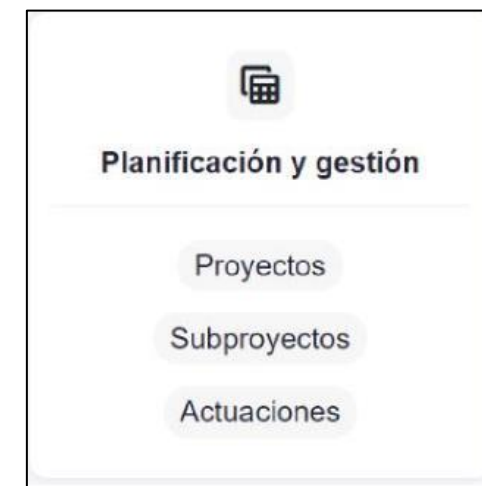 Planificación y gestión
Proyectos
Subproyectos
Actuaciones